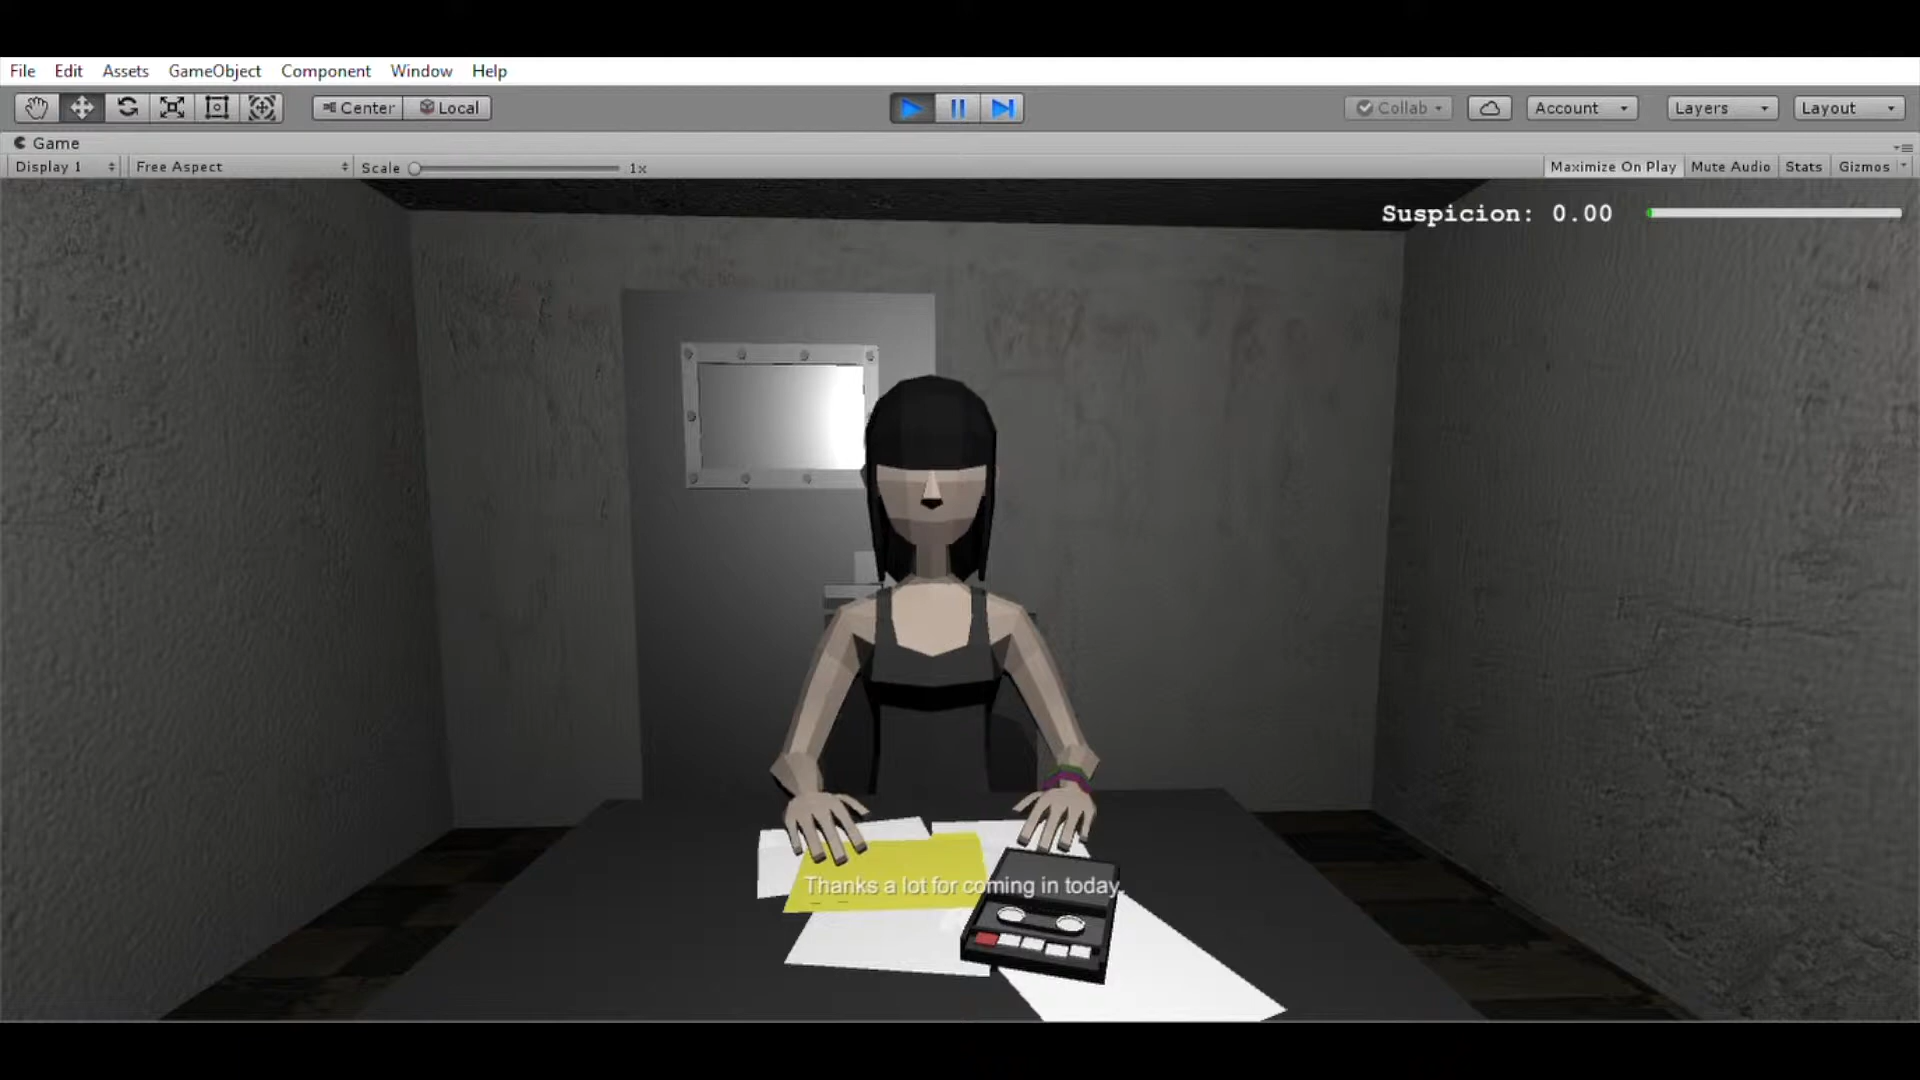 File Edit Assets GameObject Component Window Help
Center Local Collab Account Layers Layout
Game
Display 1 Free Aspect Scale 1x Maximize On Play Mute Audio Stats Gizmos
Suspicion: 0.00
Thanks a lot for coming in today.